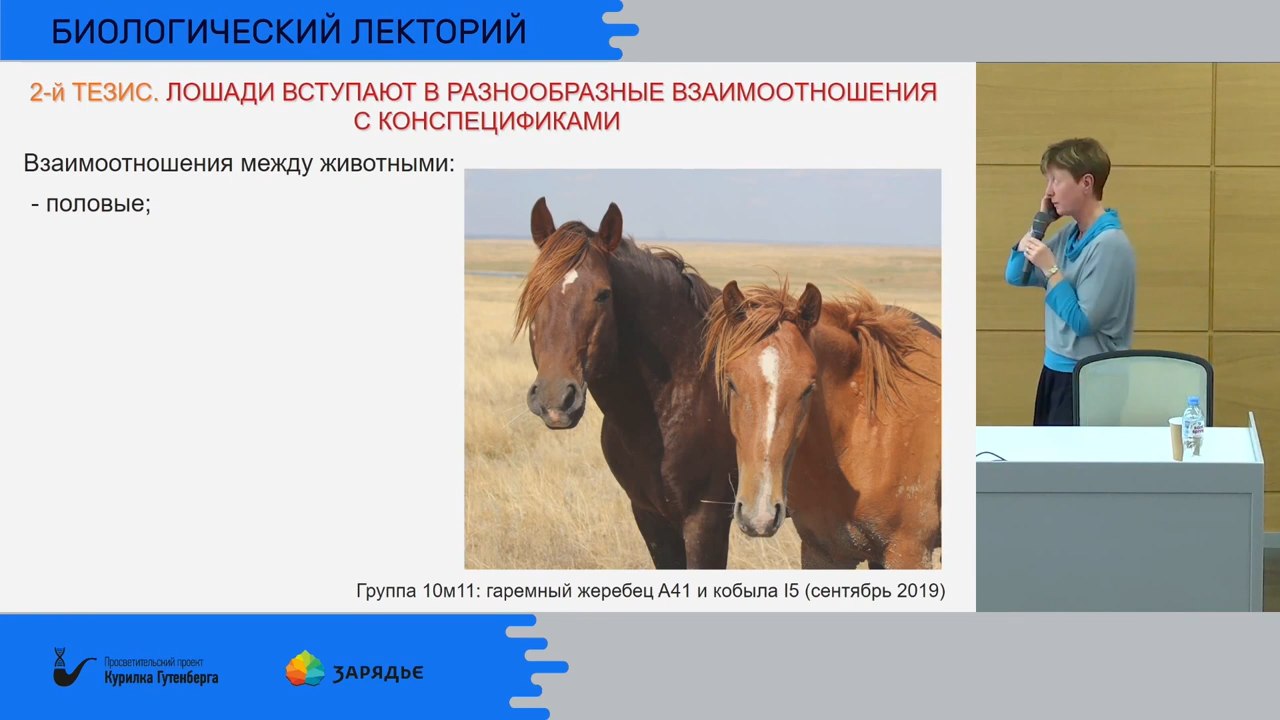 БИОЛОГИЧЕСКИЙ ЛЕКТОРИЙ
2-й ТЕЗИС. ЛОШАДИ ВСТУПАЮТ В РАЗНООБРАЗНЫЕ ВЗАИМООТНОШЕНИЯ
С КОНСПЕЦИФИКАМИ
Взаимоотношения между животными:
- половые;
Группа 10м11: гаремный жеребец А41 и кобыла I5 (сентябрь 2019)
Просветительский проект
Курилка Гутенберга
ЗАРЯДЬЕ